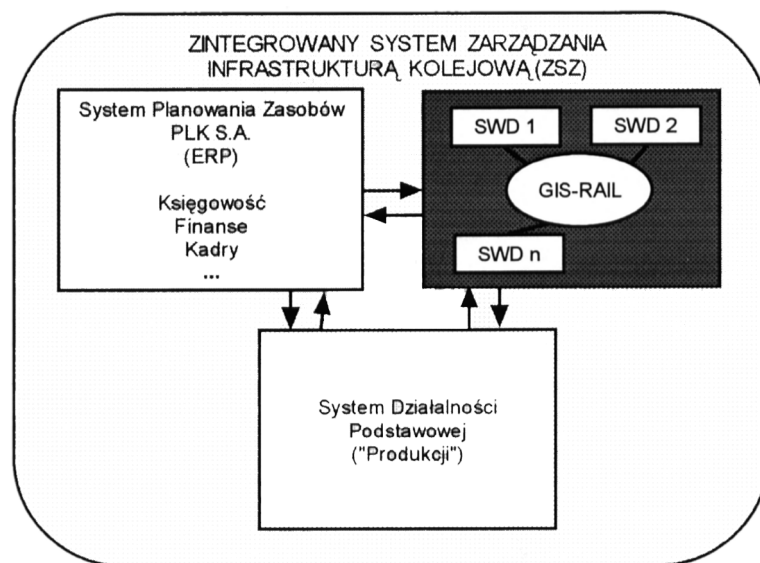 ZINTEGROWANY SYSTEM ZARZĄDZANIA
INFRASTRUKTURĄ KOLEJOWĄ (ZSZ)
System Planowania Zasobów
PLK S.A.
(ERP)
Księgowość
Finanse
Kadry
...
SWD 1
SWD 2
GIS-RAIL
SWD n
System Działalności
Podstawowej
("Produkcji")